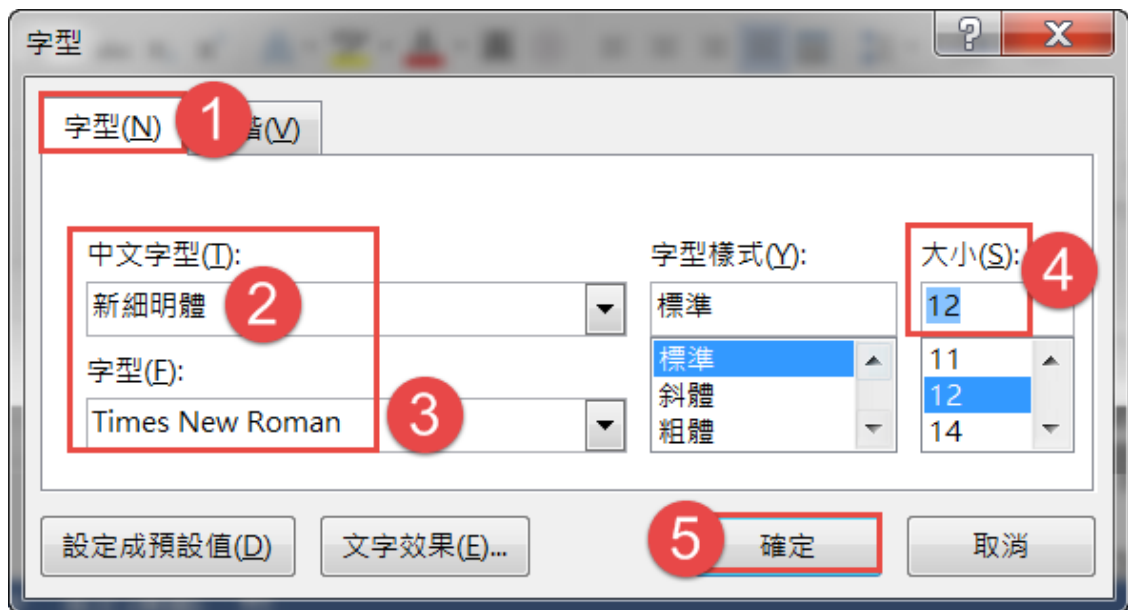 字型
字型(N) 1 階(V)
中文字型(T):
新細明體 2
字型(F):
Times New Roman 3
字型樣式(Y):
標準
標準
斜體
粗體
大小(S): 4
12
11
12
14
設定成預設值(D) 文字效果(E)... 5 確定 取消